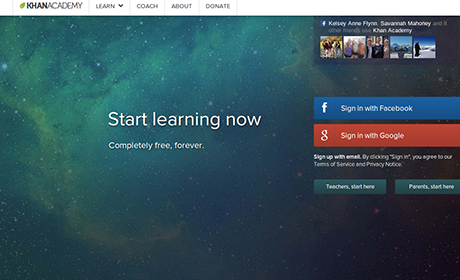 KHANACADEMY LEARN COACH ABOUT DONATE
Kelsey Anne Flynn, Savannah Mahoney and 8
other friends use Khan Academy
Sign in with Facebook
Start learning now
Sign in with Google
Completely free, forever.
Sign up with email. By clicking "Sign in", you agree to our
Terms of Service and Privacy Notice.
Teachers, start here Parents, start here